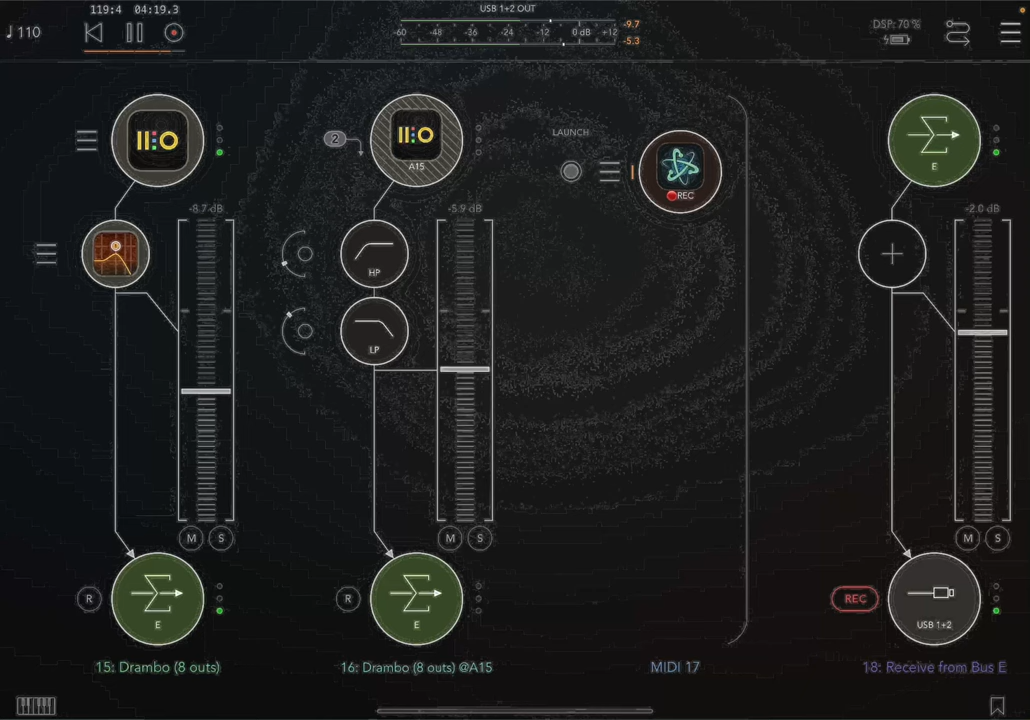 119:4 04:19.3
110
USB 1+2 OUT
-60 -48 -36 -24 -12 0 dB +12
-9.7
-5.3
DSP: 70 %
2
A15
LAUNCH
REC
E
-8.7 dB
-5.9 dB
-2.0 dB
HP
LP
M S
M S
M S
R
E
R
E
REC
USB 1+2
15: Drambo (8 outs)
16: Drambo (8 outs) @A15
MIDI 17
18: Receive from Bus E